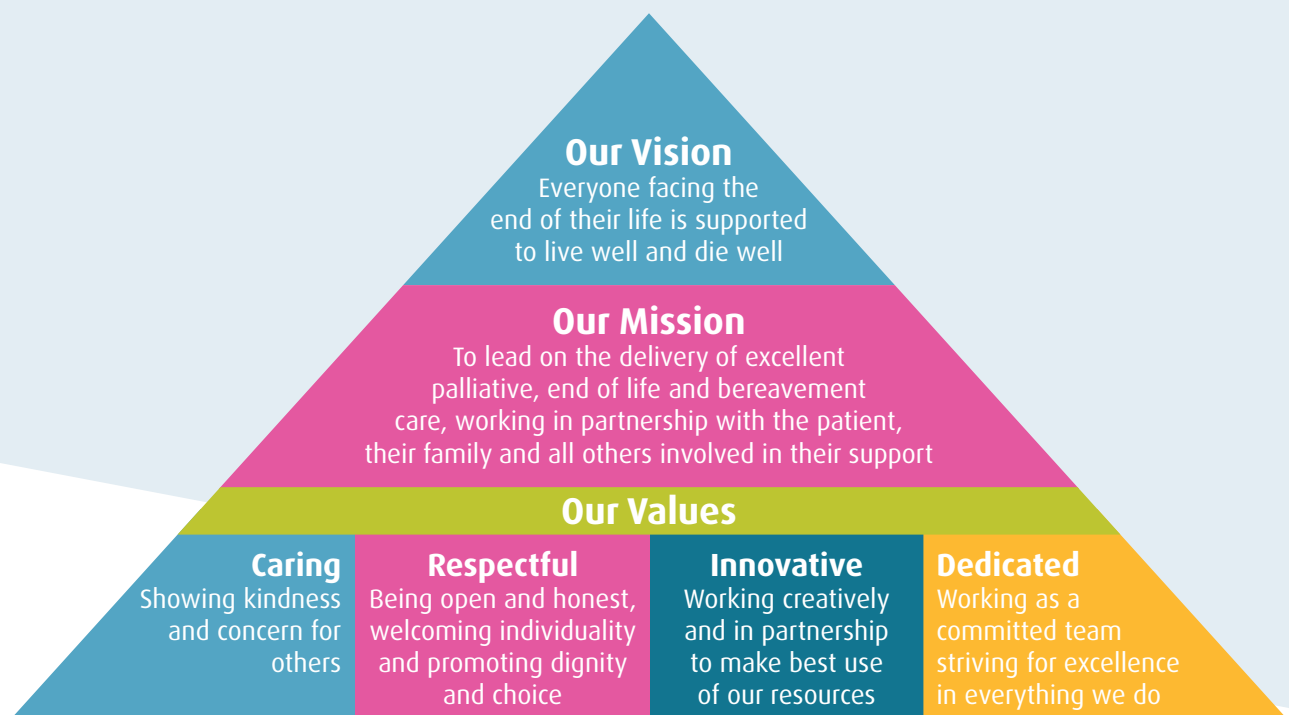 Our Vision
Everyone facing the
end of their life is supported
to live well and die well
Our Mission
To lead on the delivery of excellent
palliative, end of life and bereavement
care, working in partnership with the patient,
their family and all others involved in their support
Our Values
Caring
Showing kindness
and concern for
others
Respectful
Being open and honest,
welcoming individuality
and promoting dignity
and choice
Innovative
Working creatively
and in partnership
to make best use
of our resources
Dedicated
Working as a
committed team
striving for excellence
in everything we do